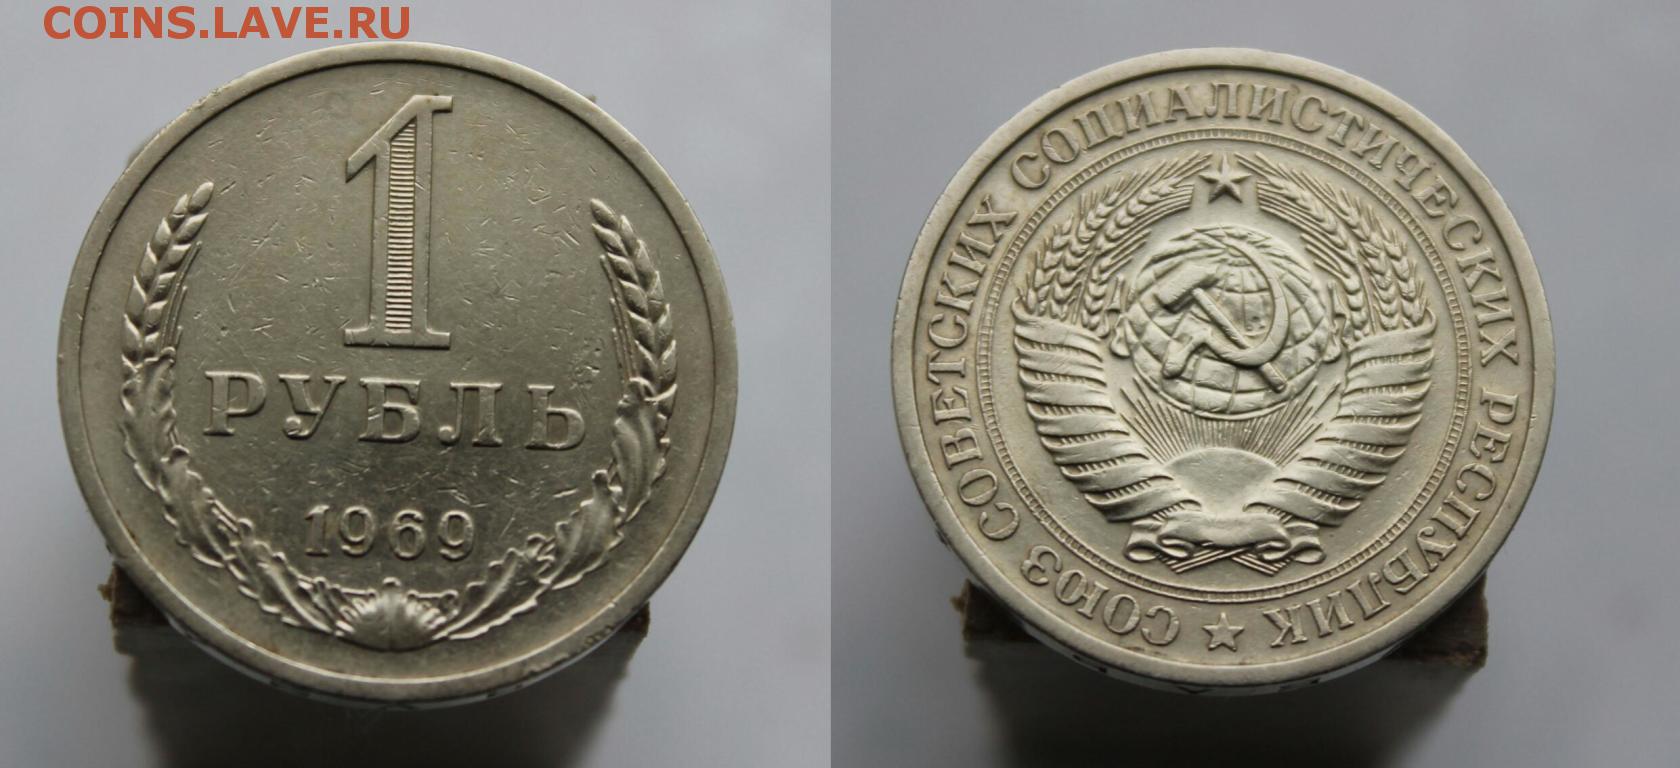 COINS.LAVE.RU
1
РУБЛЬ
1969
СОЮЗ СОВЕТСКИХ СОЦИАЛИСТИЧЕСКИХ РЕСПУБЛИК